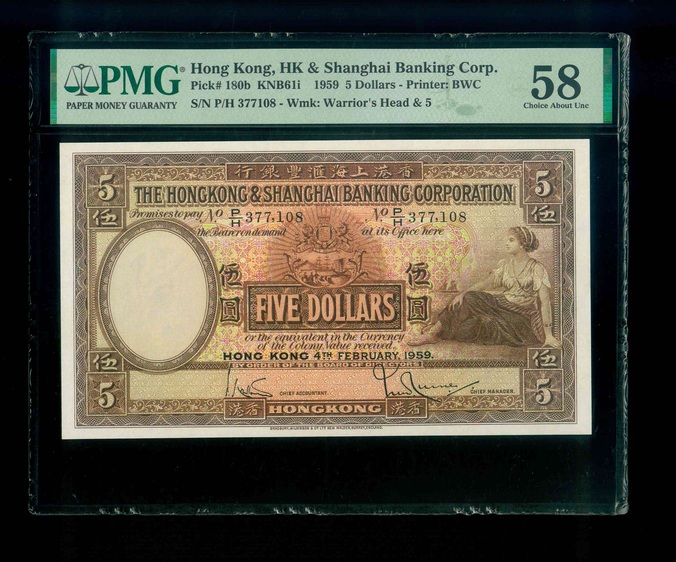 PMG
PAPER MONEY GUARANTY
Hong Kong, HK & Shanghai Banking Corp.
Pick# 180b KNB61i 1959 5 Dollars - Printer: BWC
S/N P/H 377108 - Wmk: Warrior's Head & 5
58
Choice About Unc
行銀豐滙海上港香
5 5
伍 伍
THE HONGKONG & SHANGHAI BANKING CORPORATION
Promises to pay No P/H 377,108 No P/H 377,108
the Bearer on demand at its Office here
伍圓 伍圓
FIVE DOLLARS
or the equivalent in the Currency
of the Colony, Value received.
HONG KONG 4TH FEBRUARY, 1959.
BY ORDER OF THE BOARD OF DIRECTORS
伍 伍
5 5
CHIEF ACCOUNTANT. CHIEF MANAGER.
港香 HONGKONG 港香